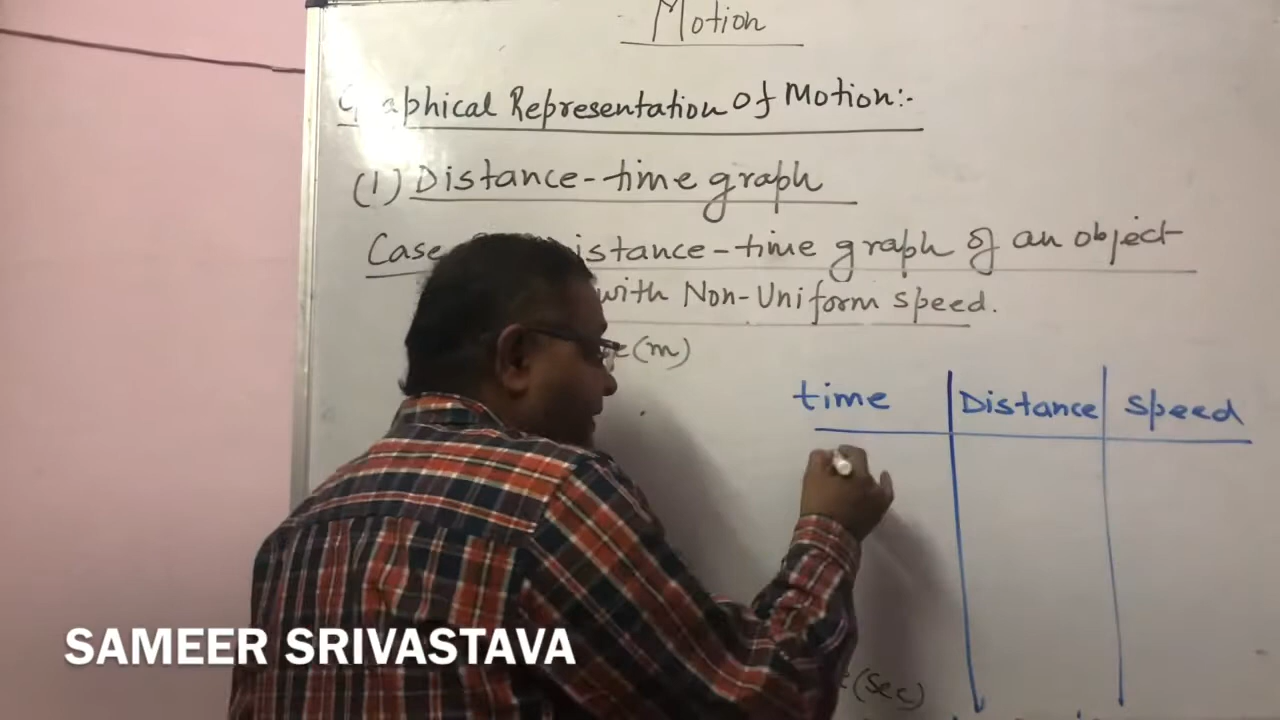 Motion
Graphical Representation Of Motion:-
(1) Distance-time graph
Case istance-time graph of an object
with Non-Uniform speed.
(m)
time Distance speed
(sec)
SAMEER SRIVASTAVA